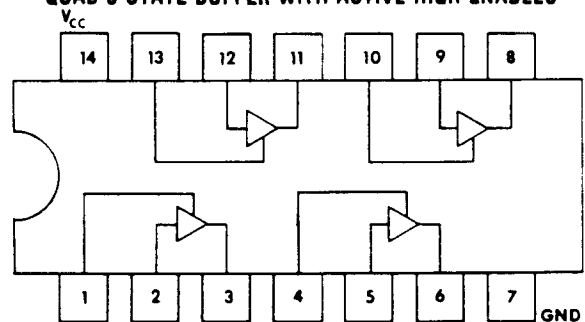 QUAD 3-STATE BUFFER WITH ACTIVE HIGH ENABLES
VCC
14 13 12 11 10 9 8
1 2 3 4 5 6 7
GND